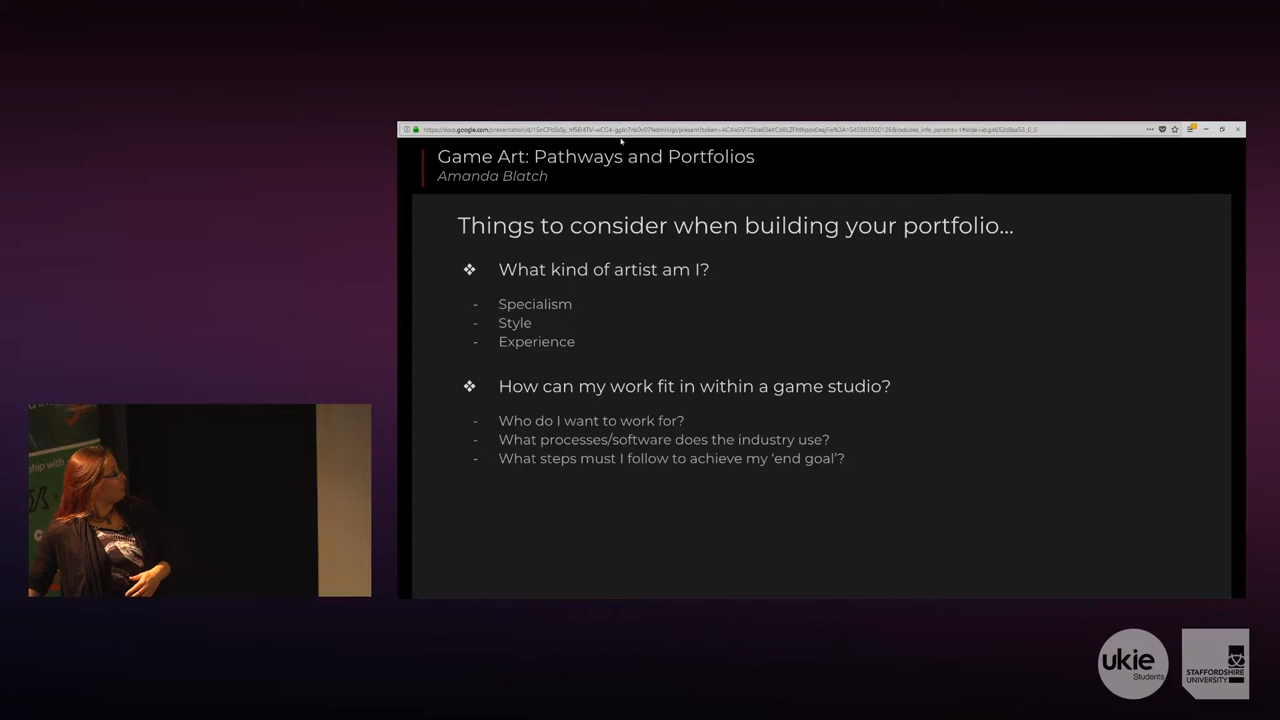 Game Art: Pathways and Portfolios
Amanda Blatch
Things to consider when building your portfolio...
❖ What kind of artist am I?
- Specialism
- Style
- Experience
❖ How can my work fit in within a game studio?
- Who do I want to work for?
- What processes/software does the industry use?
- What steps must I follow to achieve my ‘end goal’?
ship with
ukie
Students
STAFFORDSHIRE
UNIVERSITY